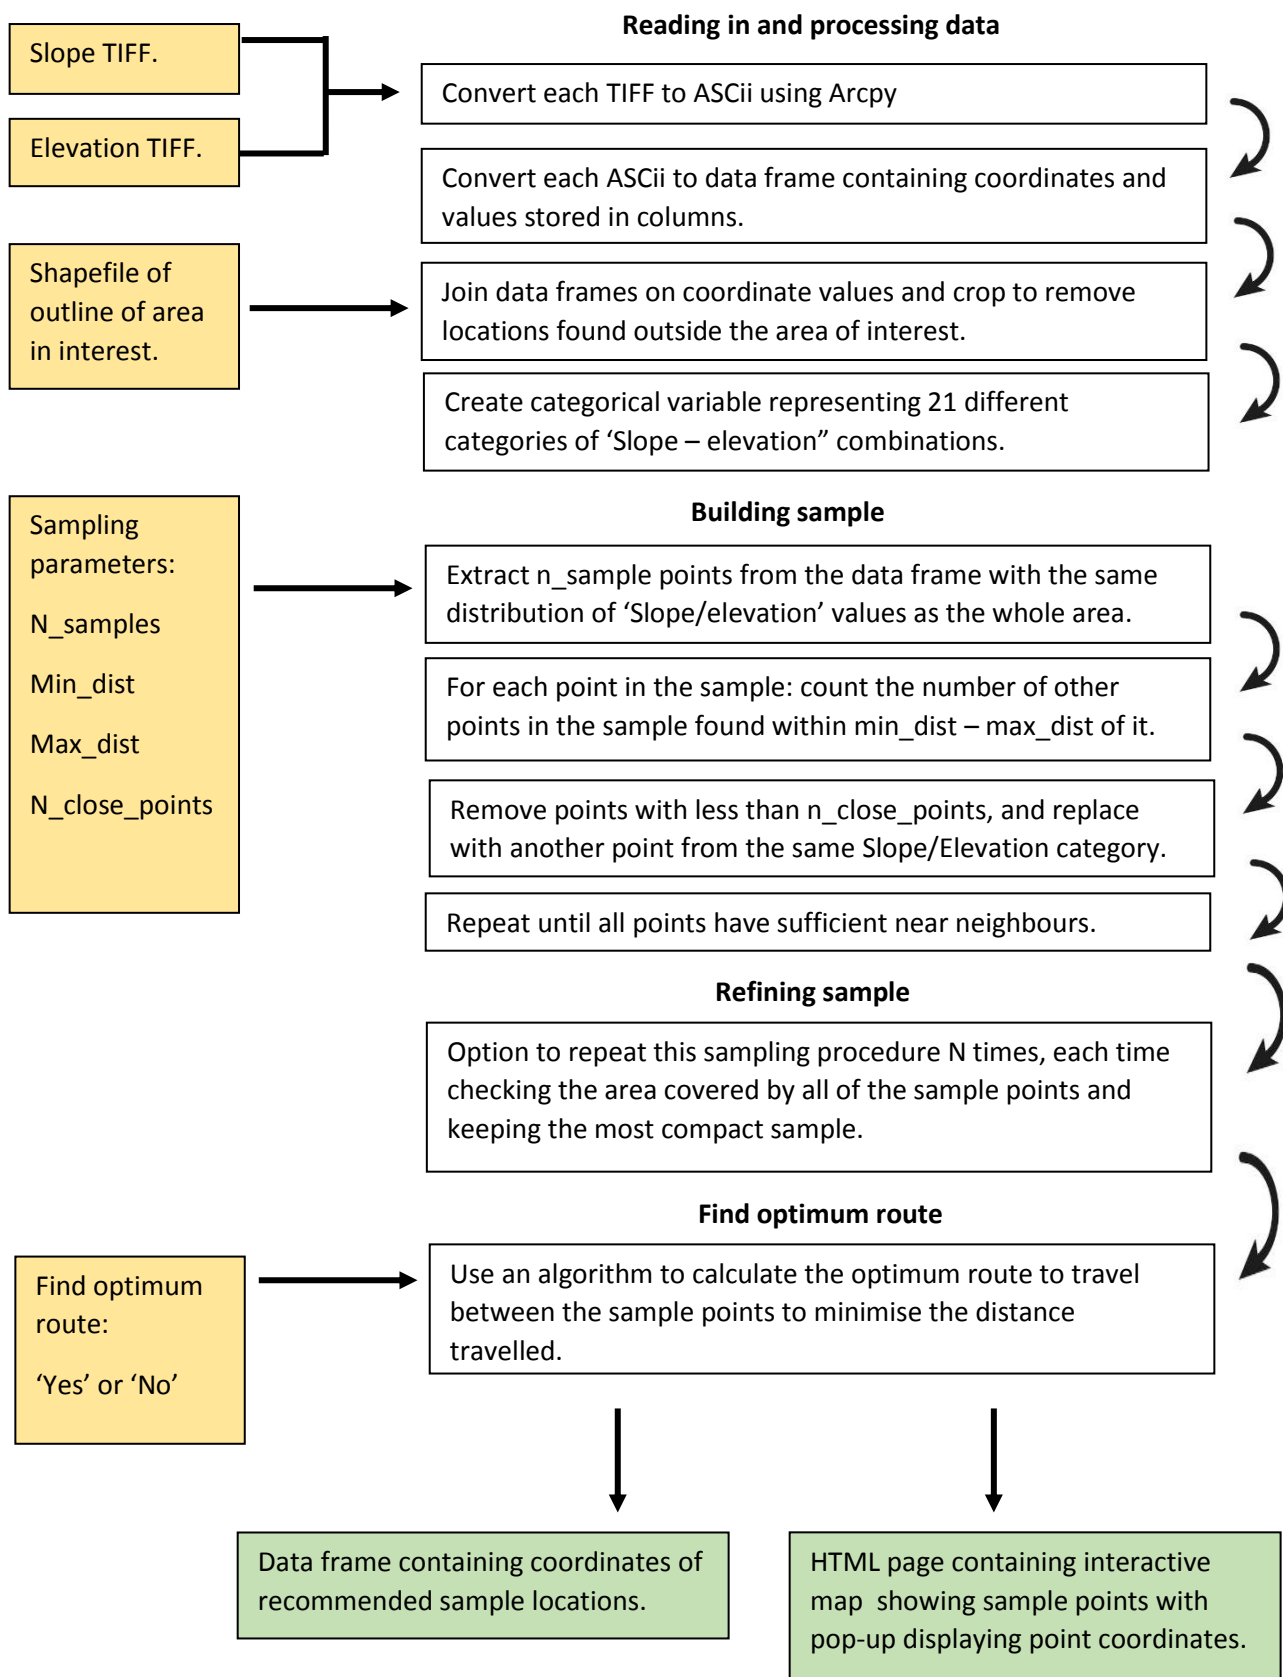 Reading in and processing data
Slope TIFF.
Elevation TIFF.
Convert each TIFF to ASCii using Arcpy
Convert each ASCii to data frame containing coordinates and
values stored in columns.
Shapefile of
outline of area
in interest.
Join data frames on coordinate values and crop to remove
locations found outside the area of interest.
Create categorical variable representing 21 different
categories of ‘Slope – elevation” combinations.
Building sample
Sampling
parameters:
N_samples
Min_dist
Max_dist
N_close_points
Extract n_sample points from the data frame with the same
distribution of ‘Slope/elevation’ values as the whole area.
For each point in the sample: count the number of other
points in the sample found within min_dist – max_dist of it.
Remove points with less than n_close_points, and replace
with another point from the same Slope/Elevation category.
Repeat until all points have sufficient near neighbours.
Refining sample
Option to repeat this sampling procedure N times, each time
checking the area covered by all of the sample points and
keeping the most compact sample.
Find optimum route
Find optimum
route:
‘Yes’ or ‘No’
Use an algorithm to calculate the optimum route to travel
between the sample points to minimise the distance
travelled.
Data frame containing coordinates of
recommended sample locations.
HTML page containing interactive
map  showing sample points with
pop-up displaying point coordinates.